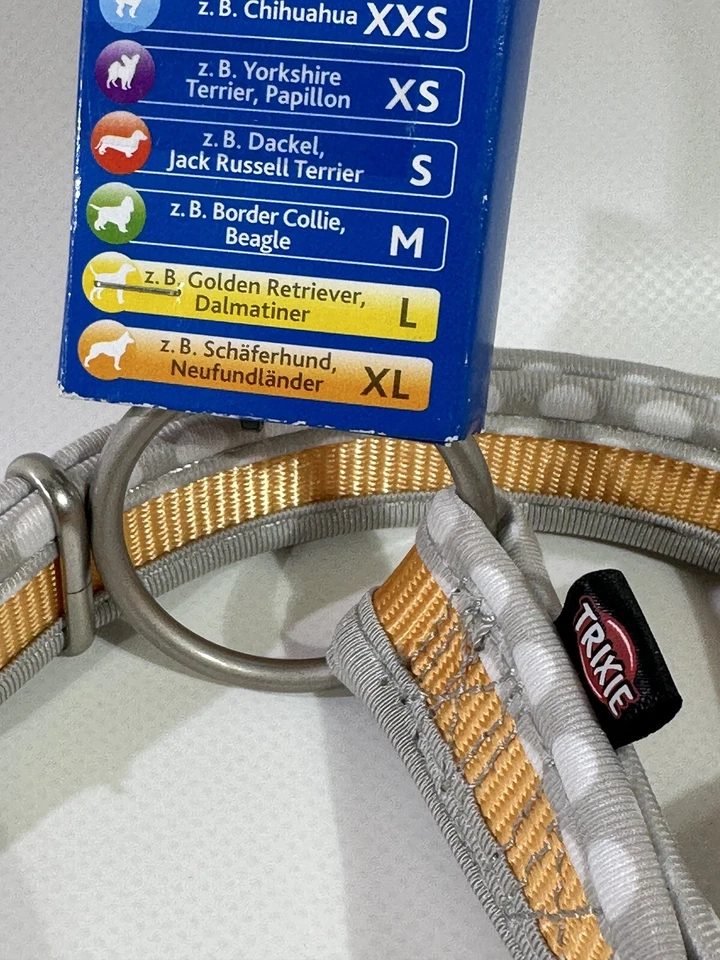 z. B. Chihuahua XXS
z. B. Yorkshire
Terrier, Papillon XS
z. B. Dackel,
Jack Russell Terrier S
z. B. Border Collie,
Beagle M
z. B. Golden Retriever,
Dalmatiner L
z. B. Schäferhund,
Neufundländer XL
TRIXIE